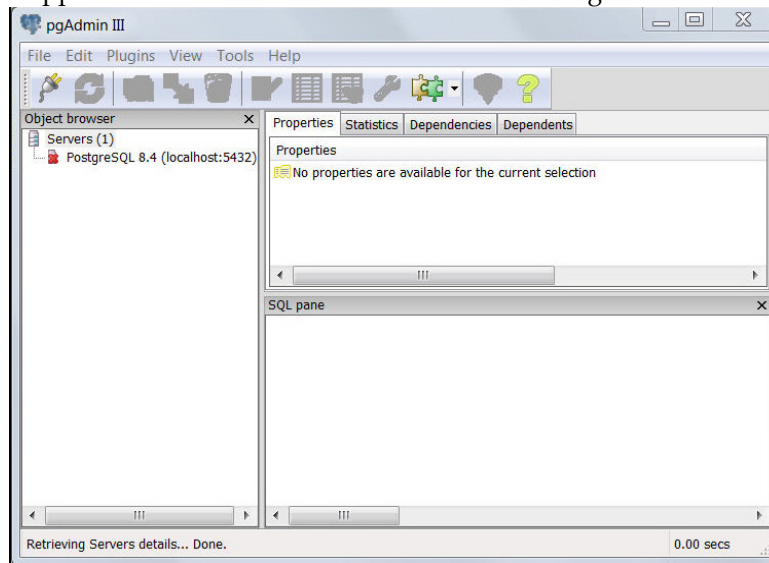 pgAdmin III
File Edit Plugins View Tools Help
Object browser
Servers (1)
PostgreSQL 8.4 (localhost:5432)
Properties Statistics Dependencies Dependents
Properties
No properties are available for the current selection
SQL pane
Retrieving Servers details... Done.
0.00 secs